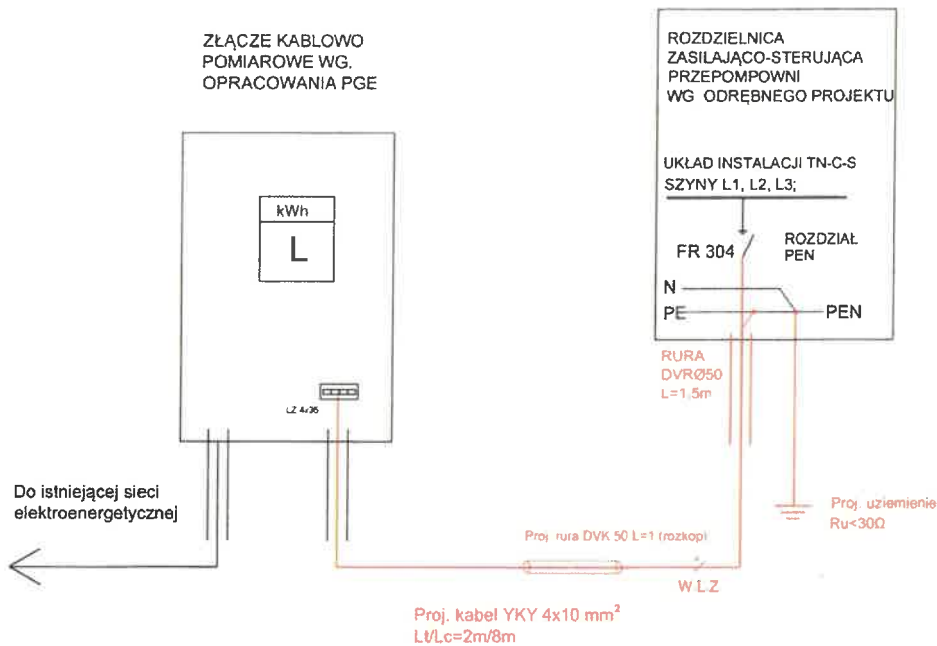 ZŁĄCZE KABLOWO
POMIAROWE WG.
OPRACOWANIA PGE
kWh
L
LZ 4x35
Do istniejącej sieci
elektroenergetycznej
ROZDZIELNICA
ZASILAJĄCO-STERUJĄCA
PRZEPOMPOWNI
WG ODRĘBNEGO PROJEKTU
UKŁAD INSTALACJI TN-C-S
SZYNY L1, L2, L3;
FR 304
ROZDZIAŁ
PEN
N
PE
PEN
RURA
DVRØ50
L=1,5m
Proj. uziemienie
Ru<30Ω
Proj. rura DVK 50 L=1 (rozkop)
W.L.Z
Proj. kabel YKY 4x10 mm²
Lt/Lc=2m/8m